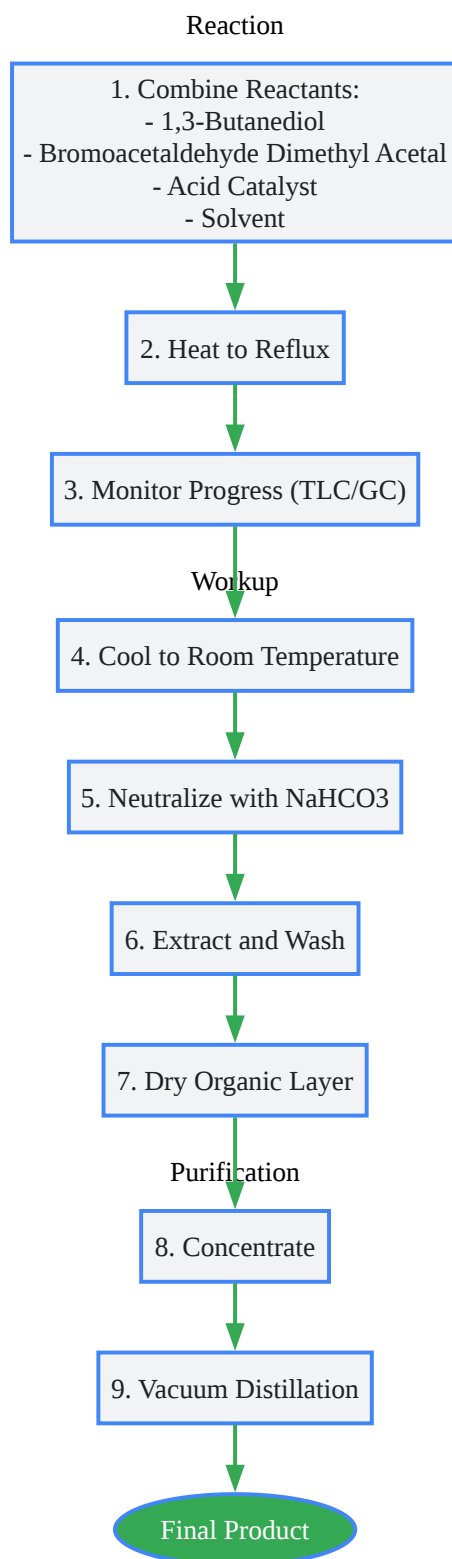 Reaction
1. Combine Reactants:
- 1,3-Butanediol
- Bromoacetaldehyde Dimethyl Acetal
- Acid Catalyst
- Solvent
2. Heat to Reflux
3. Monitor Progress (TLC/GC)
Workup
4. Cool to Room Temperature
5. Neutralize with NaHCO3
6. Extract and Wash
7. Dry Organic Layer
Purification
8. Concentrate
9. Vacuum Distillation
Final Product